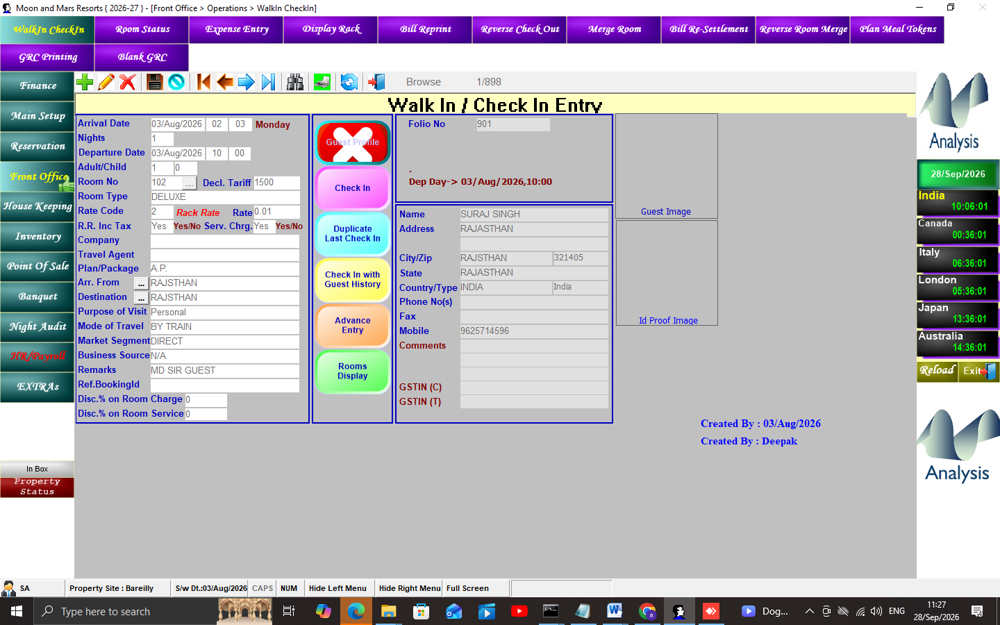 Moon and Mars Resorts { 2026-27 } - [Front Office > Operations > WalkIn CheckIn]
WalkIn CheckIn Room Status Expense Entry Display Rack Bill Reprint Reverse Check Out Merge Room Bill Re-Settlement Reverse Room Merge Plan Meal Tokens
GRC Printing Blank GRC
Finance
Main Setup
Reservation
Front Office
House Keeping
Inventory
Point Of Sale
Banquet
Night Audit
HR/Payroll
EXTRAs
In Box
Property
Status
Browse 1/898
Walk In / Check In Entry
Arrival Date 03/Aug/2026 02 03 Monday
Nights 1
Departure Date 03/Aug/2026 10 00
Adult/Child 1 0
Room No 102 ... Decl. Tariff 1500
Room Type DELUXE
Rate Code 2 Rack Rate Rate 0.01
R.R. Inc Tax Yes Yes/No Serv. Chrg. Yes Yes/No
Company
Travel Agent
Plan/Package A.P.
Arr. From ... RAJSTHAN
Destination ... RAJSTHAN
Purpose of Visit Personal
Mode of Travel BY TRAIN
Market Segment DIRECT
Business Source N/A
Remarks MD SIR GUEST
Ref.BookingId
Disc.% on Room Charge 0
Disc.% on Room Service 0
Guest Profile
Check In
Duplicate
Last Check In
Check In with
Guest History
Advance
Entry
Rooms
Display
Folio No 901
.
Dep Day-> 03/Aug/2026,10:00
Name SURAJ SINGH
Address RAJASTHAN
City/Zip RAJSTHAN 321405
State RAJASTHAN
Country/Type INDIA India
Phone No(s)
Fax
Mobile 9625714596
Comments
GSTIN (C)
GSTIN (T)
Guest Image
Id Proof Image
Created By : 03/Aug/2026
Created By : Deepak
Analysis
28/Sep/2026
India
10:06:01
Canada
00:36:01
Italy
06:36:01
London
05:36:01
Japan
13:36:01
Australia
14:36:01
Reload Exit
Analysis
SA Property Site : Bareilly S/w Dt.:03/Aug/2026 CAPS NUM Hide Left Menu Hide Right Menu Full Screen
Type here to search Dog... ENG 11:27
28/Sep/2026